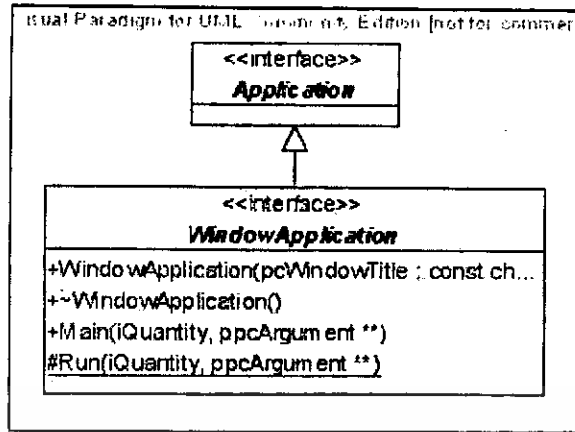 Paradigm for UML Edition [not for commer
<<interface>>
Application
<<interface>>
WindowApplication
+WindowApplication(pcWindowTitle : const ch...
+~WindowApplication()
+Main(iQuantity, ppcArgument **)
#Run(iQuantity, ppcArgument **)